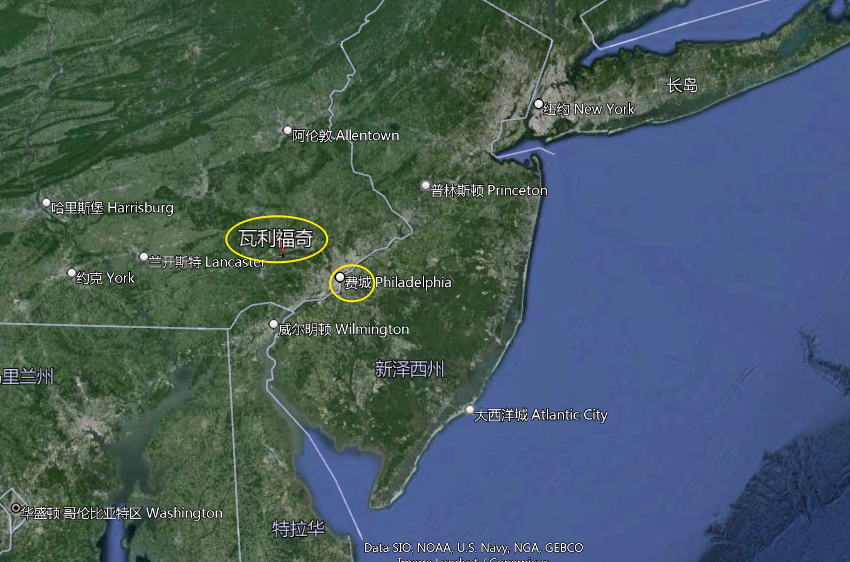 长岛
纽约 New York
阿伦敦 Allentown
普林斯顿 Princeton
哈里斯堡 Harrisburg
瓦利福奇
兰开斯特 Lancaster
约克 York
费城 Philadelphia
威尔明顿 Wilmington
新泽西州
里兰州
大西洋城 Atlantic City
华盛顿 哥伦比亚特区 Washington
特拉华
Data SIO, NOAA, U.S. Navy, NGA, GEBCO